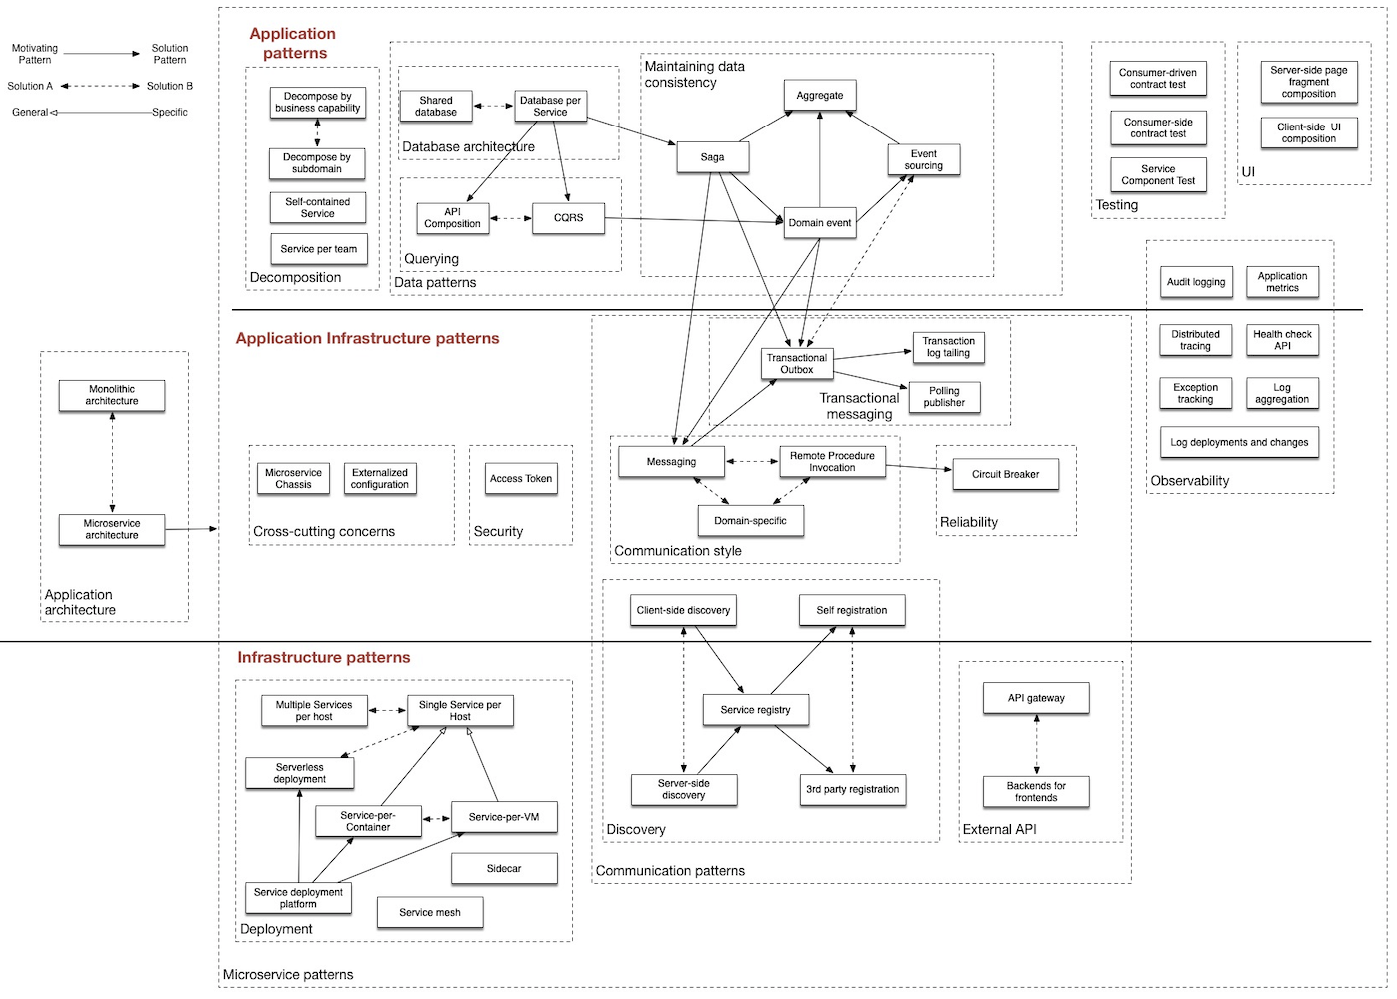 Motivating
Pattern
Solution
Pattern
Solution A
Solution B
General
Specific
Application
patterns
Decompose by
business capability
Decompose by
subdomain
Self-contained
Service
Service per team
Decomposition
Shared
database
Database per
Service
Database architecture
API
Composition
CQRS
Querying
Data patterns
Maintaining data
consistency
Aggregate
Saga
Event
sourcing
Domain event
Consumer-driven
contract test
Consumer-side
contract test
Service
Component Test
Testing
Server-side page
fragment
composition
Client-side UI
composition
UI
Audit logging
Application
metrics
Distributed
tracing
Health check
API
Exception
tracking
Log
aggregation
Log deployments and changes
Observability
Application Infrastructure patterns
Monolithic
architecture
Microservice
architecture
Application
architecture
Microservice
Chassis
Externalized
configuration
Cross-cutting concerns
Access Token
Security
Transactional
Outbox
Transaction
log tailing
Polling
publisher
Transactional
messaging
Messaging
Remote Procedure
Invocation
Domain-specific
Communication style
Circuit Breaker
Reliability
Client-side discovery
Self registration
Service registry
Server-side
discovery
3rd party registration
Discovery
API gateway
Backends for
frontends
External API
Communication patterns
Infrastructure patterns
Multiple Services
per host
Single Service per
Host
Serverless
deployment
Service-per-
Container
Service-per-VM
Sidecar
Service deployment
platform
Service mesh
Deployment
Microservice patterns